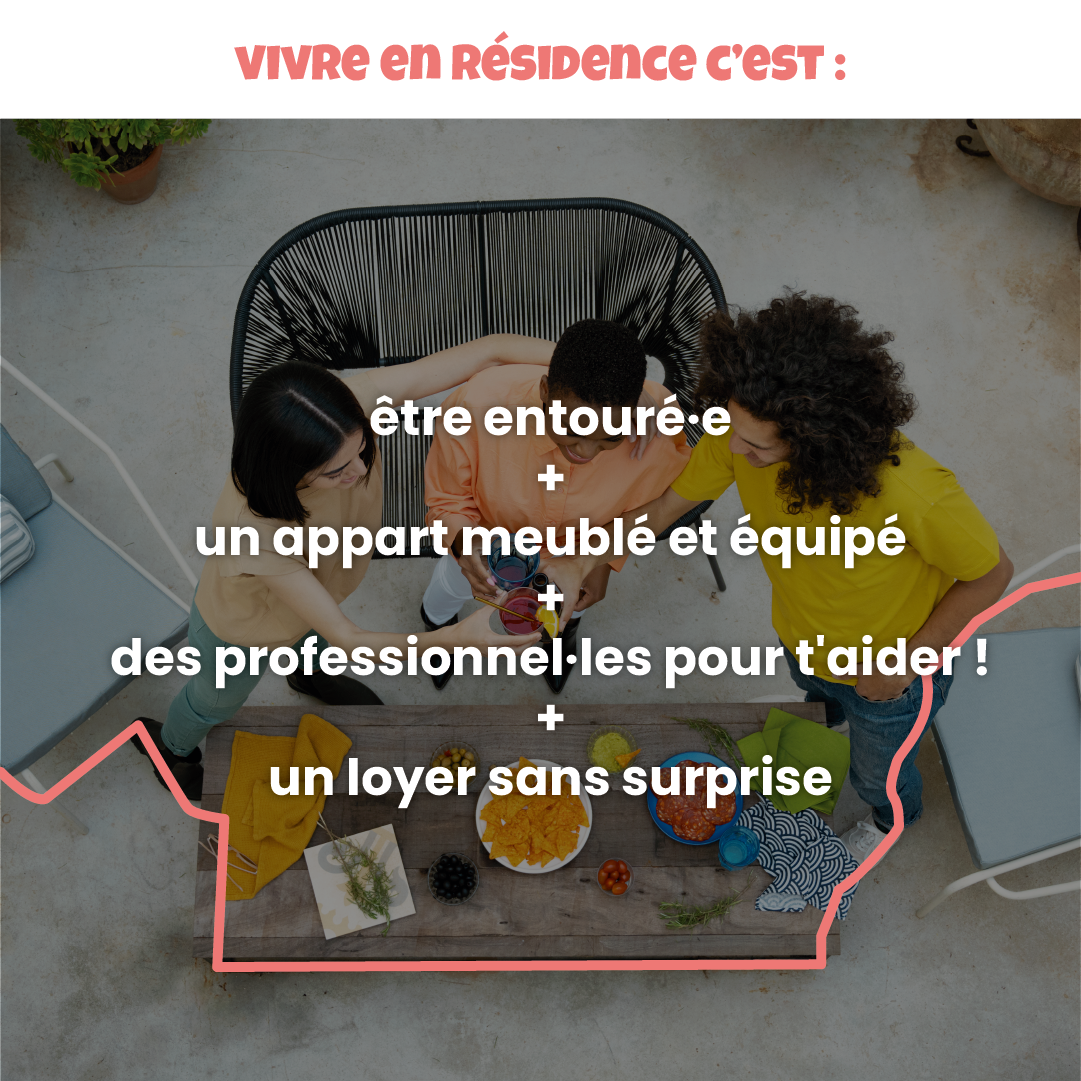 vivre en résidence c’est :
être entouré·e
+
un appart meublé et équipé
+
des professionnel·les pour t'aider !
+
un loyer sans surprise